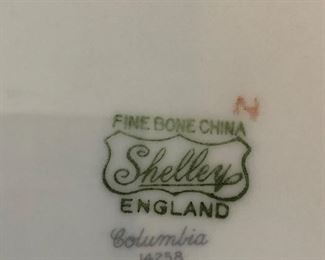 N
FINE BONE CHINA
Shelley
ENGLAND
Columbia
14258